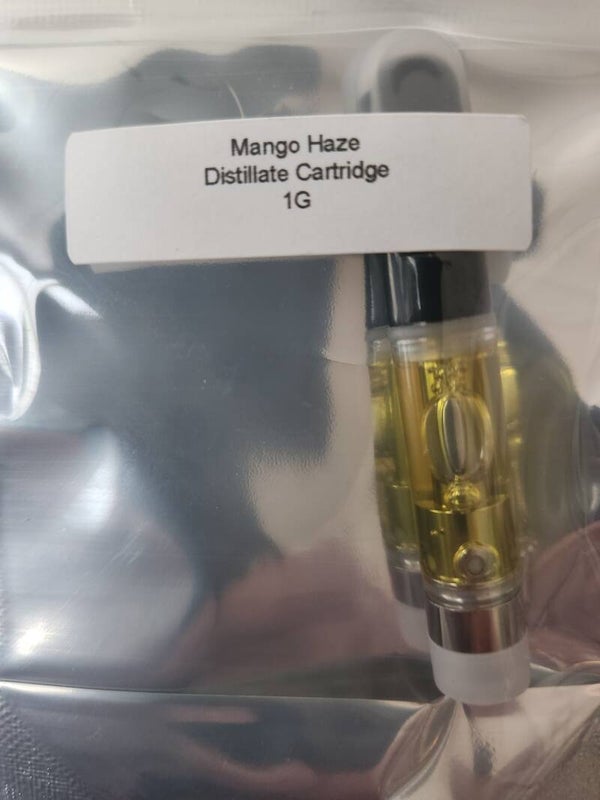 Mango Haze
Distillate Cartridge
1G